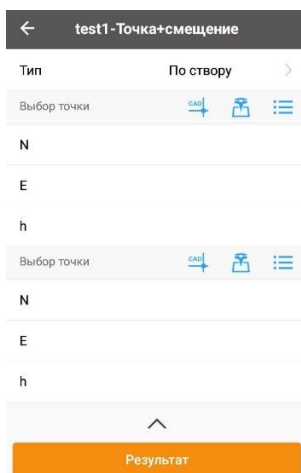 test1-Точка+смещение
Тип По створу
Выбор точки CAD
N
E
h
Выбор точки CAD
N
E
h
Результат